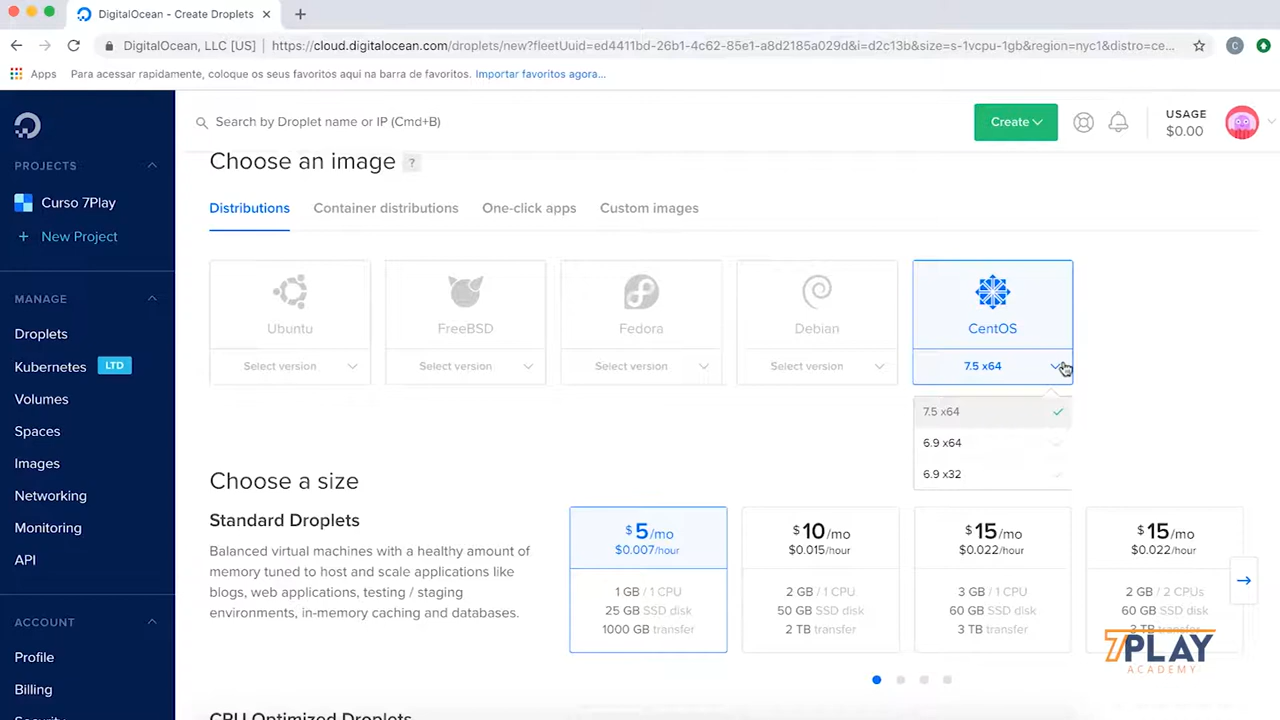 DigitalOcean - Create Droplets
DigitalOcean, LLC [US]
https://cloud.digitalocean.com/droplets/new?fleetUuid=ed4411bd-26b1-4c62-85e1-a8d2185a029d&i=d2c13b&size=s-1vcpu-1gb&region=nyc1&distro=ce...
C
Apps
Para acessar rapidamente, coloque os seus favoritos aqui na barra de favoritos.
Importar favoritos agora...
Search by Droplet name or IP (Cmd+B)
Create
USAGE
$0.00
PROJECTS
Curso 7Play
+ New Project
MANAGE
Droplets
Kubernetes
LTD
Volumes
Spaces
Images
Networking
Monitoring
API
ACCOUNT
Profile
Billing
Security
Choose an image ?
Distributions
Container distributions
One-click apps
Custom images
Ubuntu
Select version
FreeBSD
Select version
Fedora
Select version
Debian
Select version
CentOS
7.5 x64
7.5 x64
6.9 x64
6.9 x32
Choose a size
Standard Droplets
Balanced virtual machines with a healthy amount of
memory tuned to host and scale applications like
blogs, web applications, testing / staging
environments, in-memory caching and databases.
$ 5/mo
$0.007/hour
1 GB / 1 CPU
25 GB SSD disk
1000 GB transfer
$ 10/mo
$0.015/hour
2 GB / 1 CPU
50 GB SSD disk
2 TB transfer
$ 15/mo
$0.022/hour
3 GB / 1 CPU
60 GB SSD disk
3 TB transfer
$ 15/mo
$0.022/hour
2 GB / 2 CPUs
60 GB SSD disk
3 TB transfer
7PLAY
ACADEMY
CPU Optimized Droplets